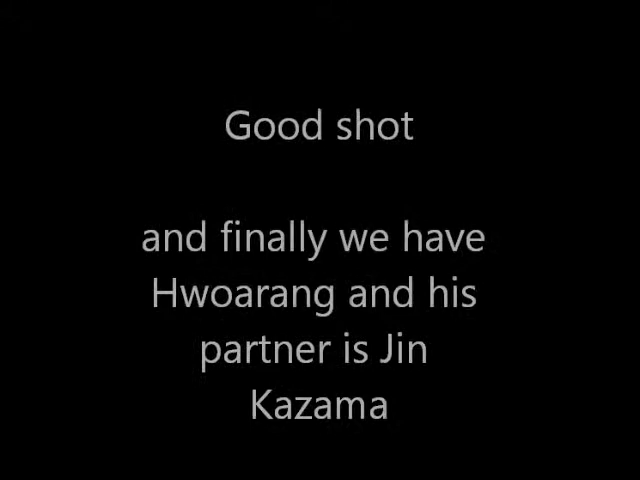 Good shot
and finally we have
Hwoarang and his
partner is Jin
Kazama